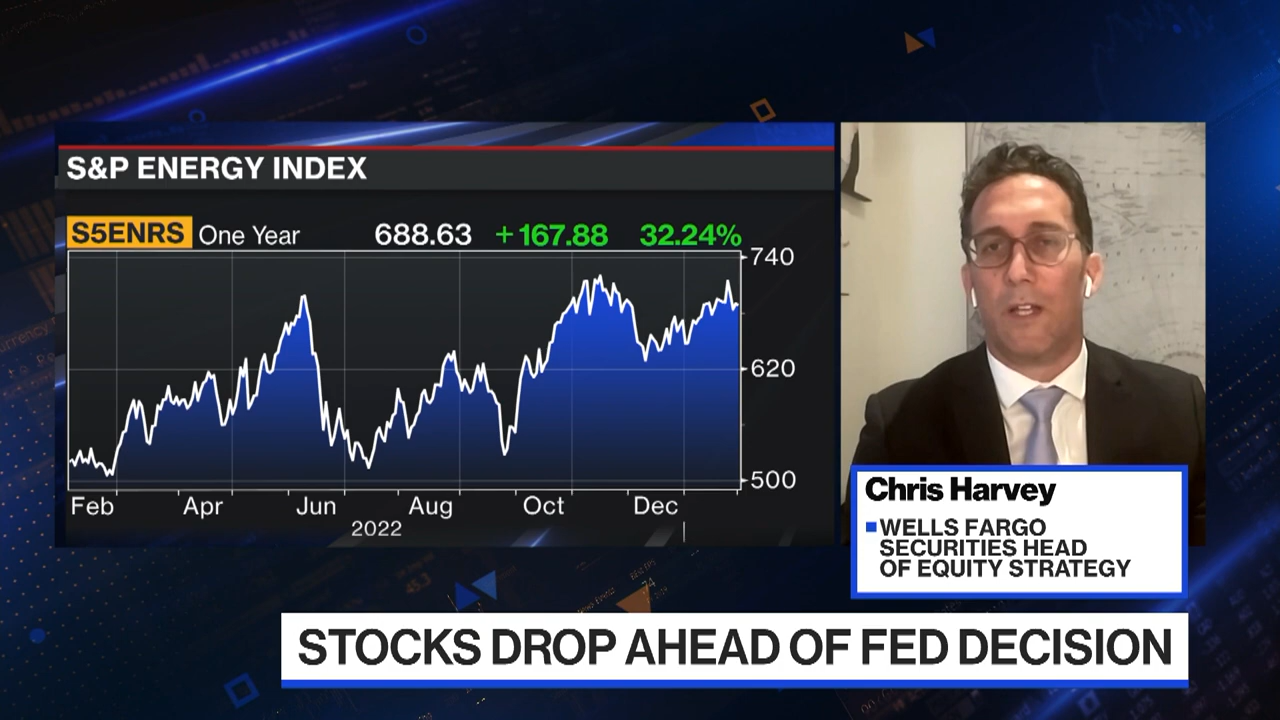 S&P ENERGY INDEX
S5ENRS One Year 688.63 +167.88 32.24%
740
620
500
Feb Apr Jun Aug Oct Dec
2022
Chris Harvey
WELLS FARGO
SECURITIES HEAD
OF EQUITY STRATEGY
STOCKS DROP AHEAD OF FED DECISION